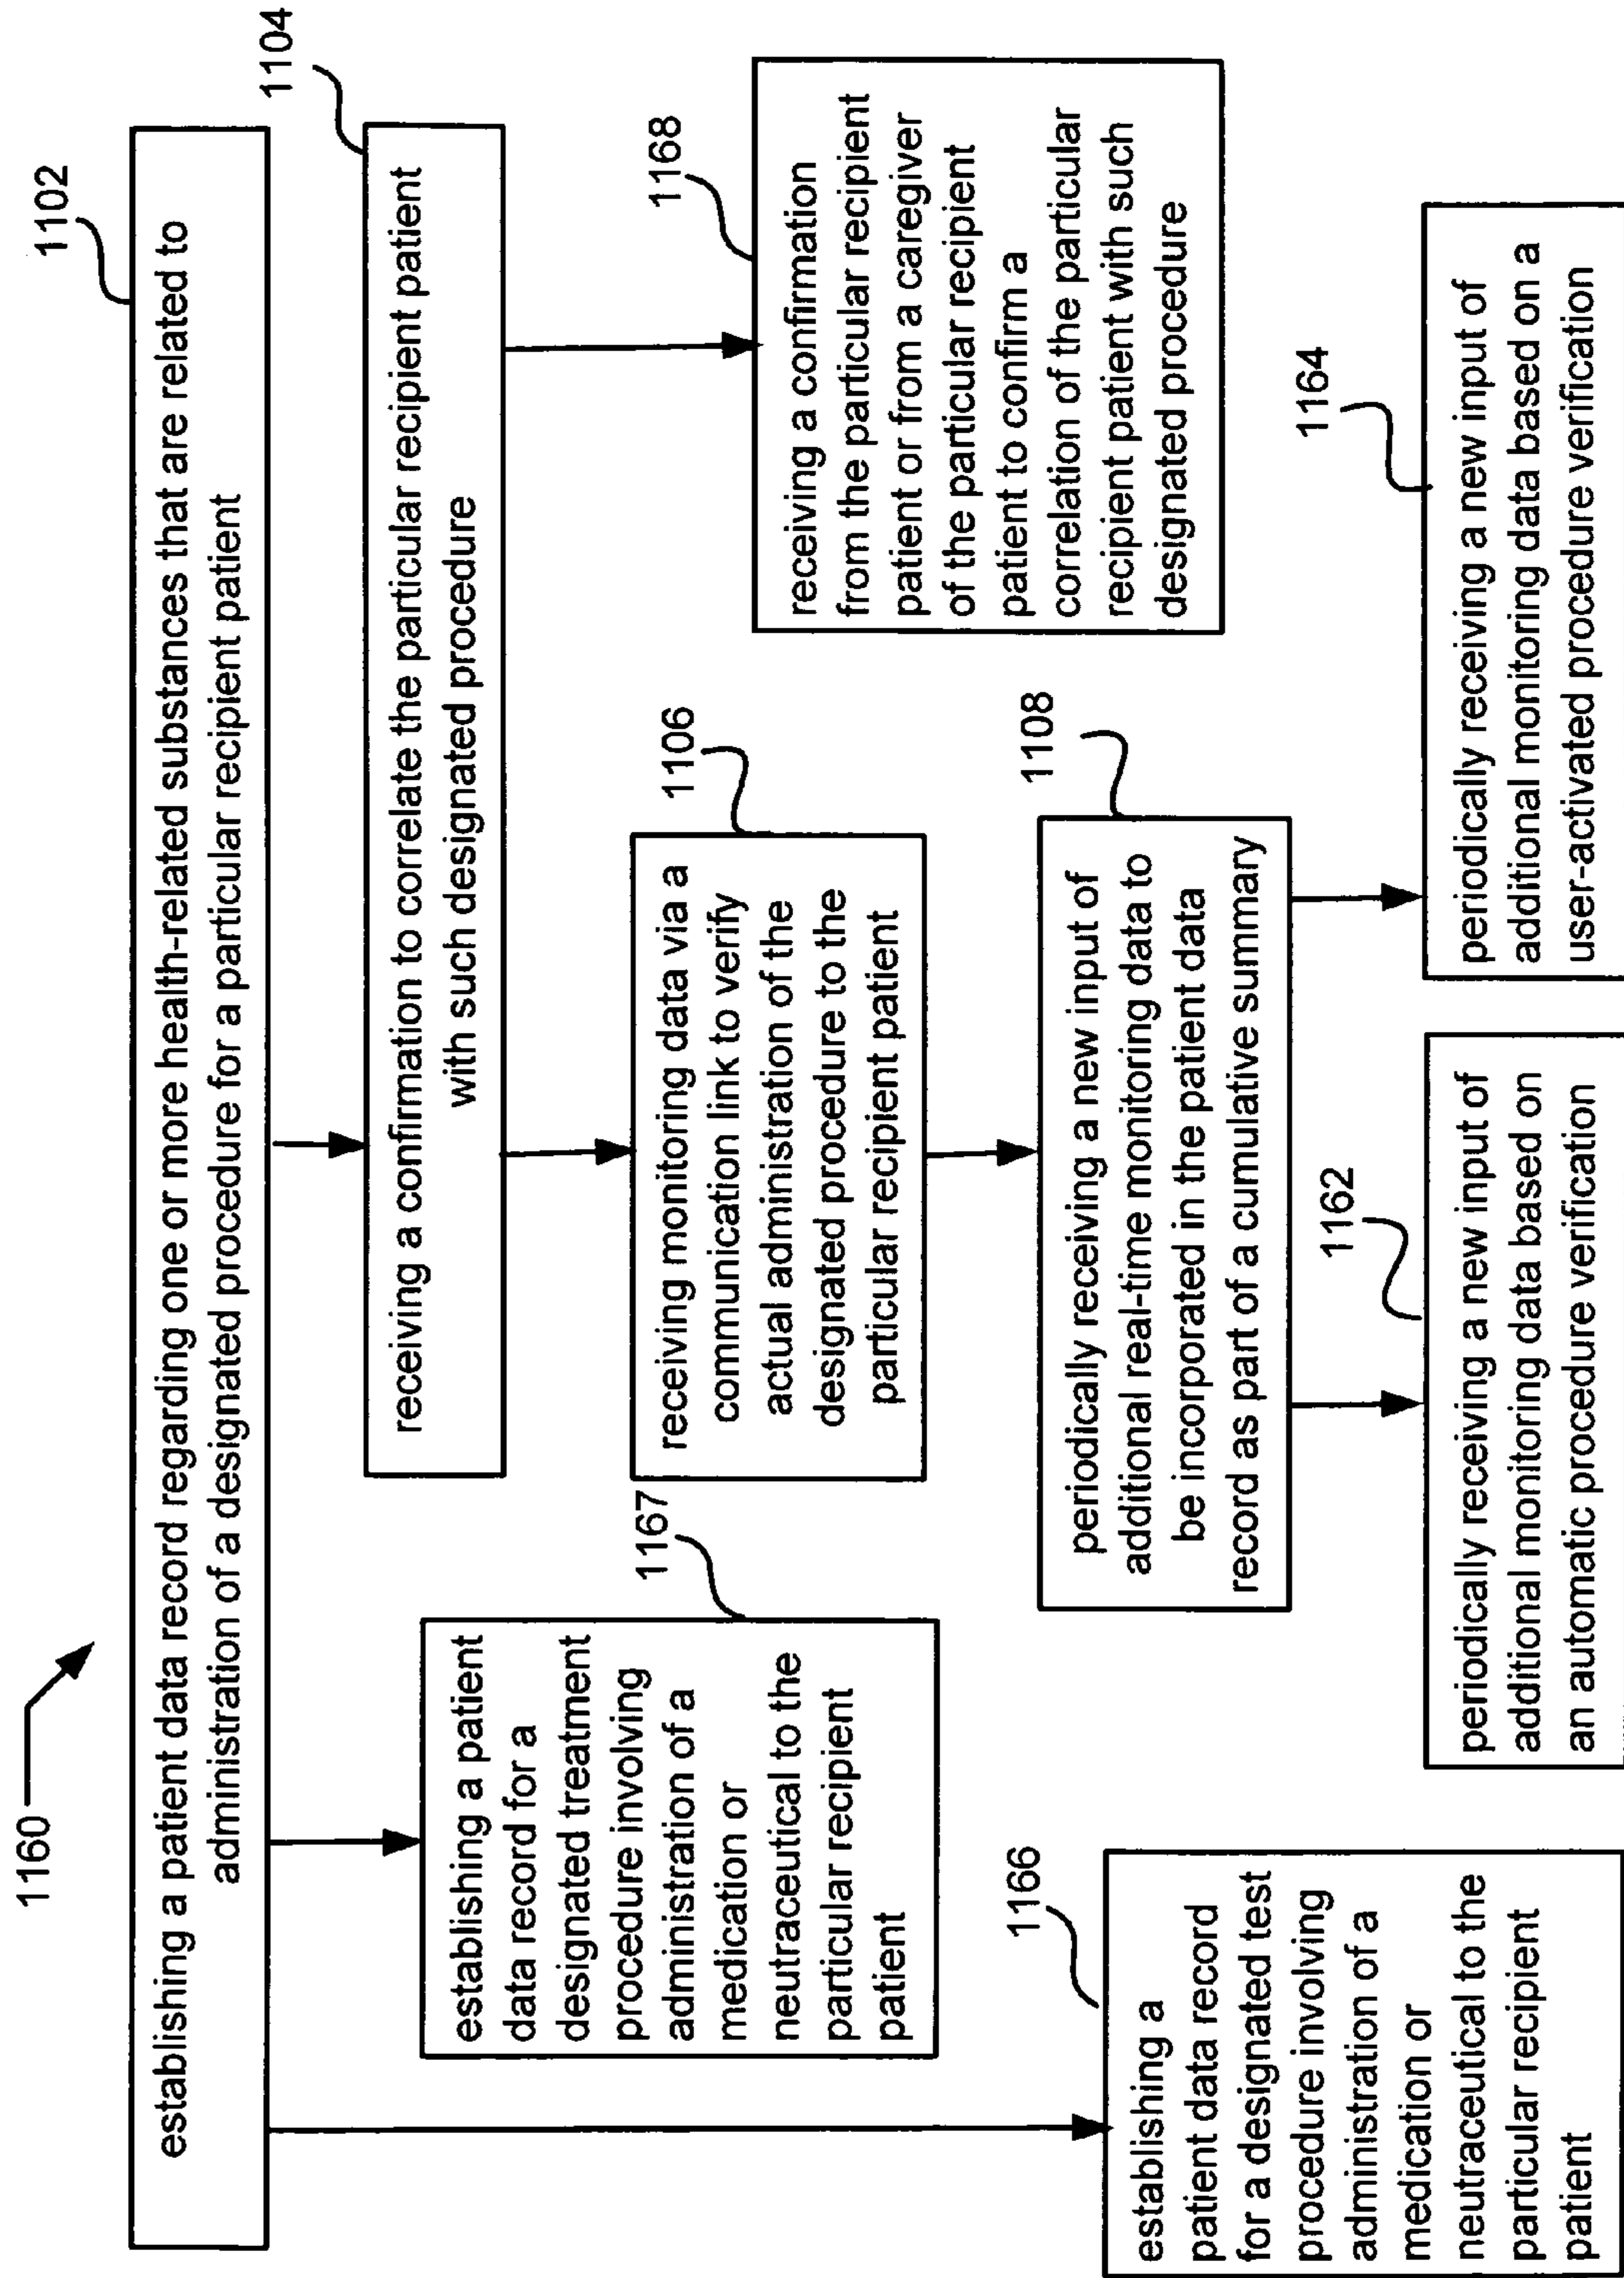 1160
1102
establishing a patient data record regarding one or more health-related substances that are related to
administration of a designated procedure for a particular recipient patient
1104
receiving a confirmation to correlate the particular recipient patient
with such designated procedure
1167
establishing a patient
data record for a
designated treatment
procedure involving
administration of a
medication or
neutraceutical to the
particular recipient
patient
1106
receiving monitoring data via a
communication link to verify
actual administration of the
designated procedure to the
particular recipient patient
1168
receiving a confirmation
from the particular recipient
patient or from a caregiver
of the particular recipient
patient to confirm a
correlation of the particular
recipient patient with such
designated procedure
1108
periodically receiving a new input of
additional real-time monitoring data to
be incorporated in the patient data
record as part of a cumulative summary
1166
establishing a
patient data record
for a designated test
procedure involving
administration of a
medication or
neutraceutical to the
particular recipient
patient
1162
periodically receiving a new input of
additional monitoring data based on
an automatic procedure verification
1164
periodically receiving a new input of
additional monitoring data based on a
user-activated procedure verification